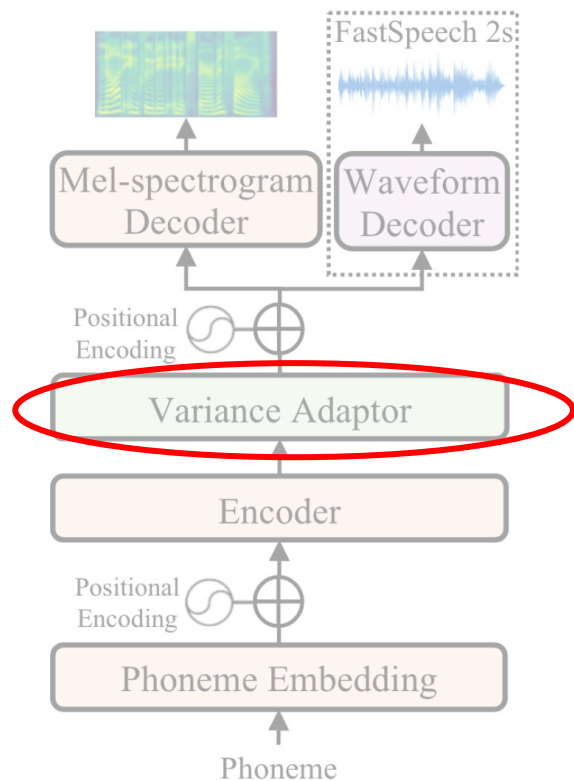 FastSpeech 2s
Mel-spectrogram
Decoder
Waveform
Decoder
Positional
Encoding
Variance Adaptor
Encoder
Positional
Encoding
Phoneme Embedding
Phoneme